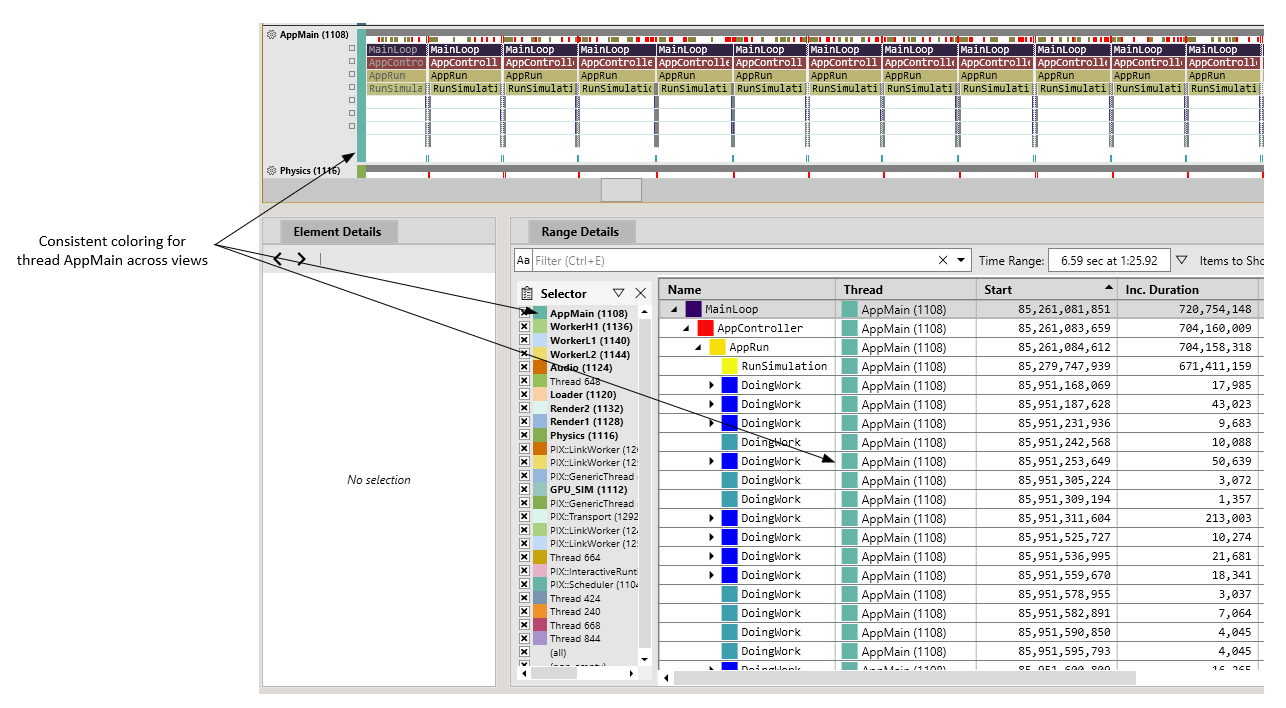 AppMain (1108)
MainLoop MainLoop MainLoop MainLoop MainLoop MainLoop MainLoop MainLoop MainLoop MainLoop MainLoop MainLoop
AppContro AppControll AppControlle AppControlle AppControll AppControlle AppControll AppControll AppControll AppControlle AppControll AppControll
AppRun AppRun AppRun AppRun AppRun AppRun AppRun AppRun AppRun AppRun AppRun AppRun
RunSimula RunSimulati RunSimulati RunSimulati RunSimulati RunSimulati RunSimulati RunSimulati RunSimulati RunSimulati RunSimulati RunSimulati
Physics (1116)
Consistent coloring for
thread AppMain across views
Element Details
No selection
Range Details
Aa Filter (Ctrl+E) Time Range: 6.59 sec at 1:25.92 Items to Sho
Selector
AppMain (1108)
WorkerH1 (1136)
WorkerL1 (1140)
WorkerL2 (1144)
Audio (1124)
Thread 648
Loader (1120)
Render2 (1132)
Render1 (1128)
Physics (1116)
PIX::LinkWorker (12
PIX::LinkWorker (12
PIX::GenericThread
GPU_SIM (1112)
PIX::GenericThread
PIX::Transport (1292
PIX::LinkWorker (124
PIX::LinkWorker (12
Thread 664
PIX::InteractiveRunt
PIX::Scheduler (1104
Thread 424
Thread 240
Thread 668
Thread 844
(all)
Name Thread Start Inc. Duration
MainLoop AppMain (1108) 85,261,081,851 720,754,148
AppController AppMain (1108) 85,261,083,659 704,160,009
AppRun AppMain (1108) 85,261,084,612 704,158,318
RunSimulation AppMain (1108) 85,279,747,939 671,411,159
DoingWork AppMain (1108) 85,951,168,069 17,985
DoingWork AppMain (1108) 85,951,187,628 43,023
DoingWork AppMain (1108) 85,951,231,936 9,683
DoingWork AppMain (1108) 85,951,242,568 10,088
DoingWork AppMain (1108) 85,951,253,649 50,639
DoingWork AppMain (1108) 85,951,305,224 3,072
DoingWork AppMain (1108) 85,951,309,194 1,357
DoingWork AppMain (1108) 85,951,311,604 213,003
DoingWork AppMain (1108) 85,951,525,727 10,274
DoingWork AppMain (1108) 85,951,536,995 21,681
DoingWork AppMain (1108) 85,951,559,670 18,341
DoingWork AppMain (1108) 85,951,578,955 3,037
DoingWork AppMain (1108) 85,951,582,891 7,064
DoingWork AppMain (1108) 85,951,590,850 4,045
DoingWork AppMain (1108) 85,951,595,793 4,045
DoingWork AppMain (1108) 85,951,600,809 16,265